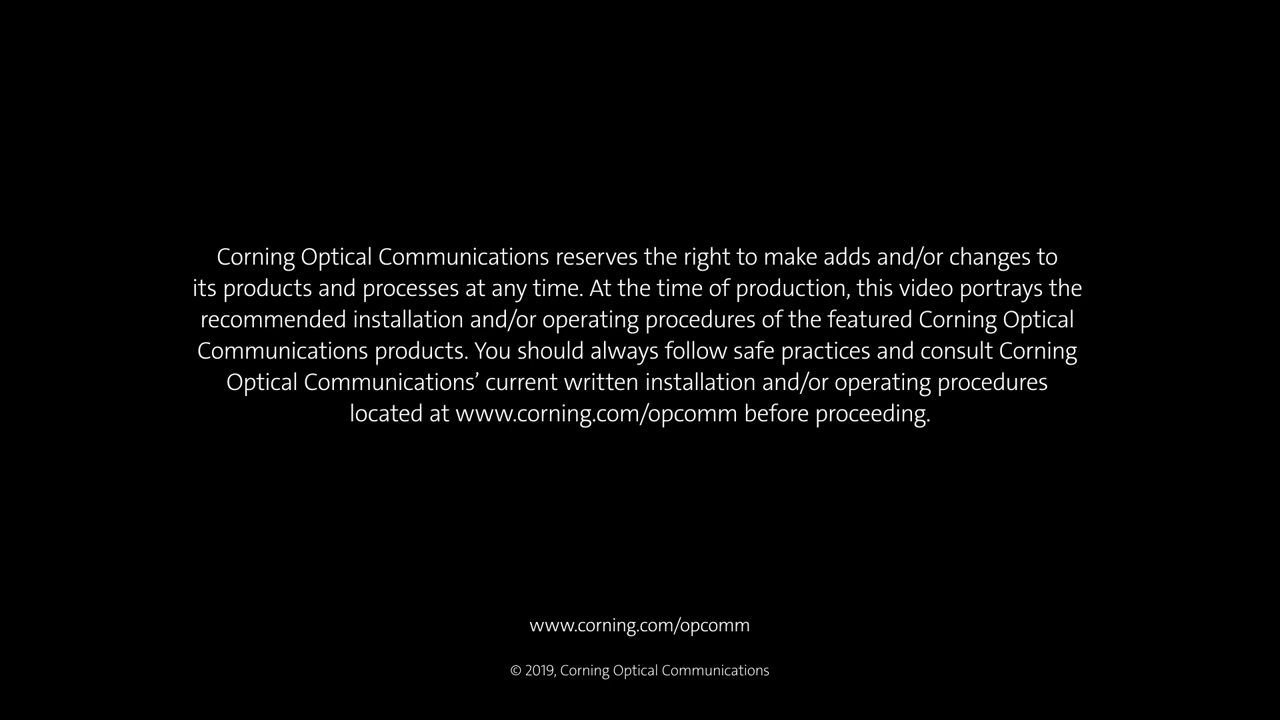 Corning Optical Communications reserves the right to make adds and/or changes to
its products and processes at any time. At the time of production, this video portrays the
recommended installation and/or operating procedures of the featured Corning Optical
Communications products. You should always follow safe practices and consult Corning
Optical Communications’ current written installation and/or operating procedures
located at www.corning.com/opcomm before proceeding.
www.corning.com/opcomm
© 2019, Corning Optical Communications